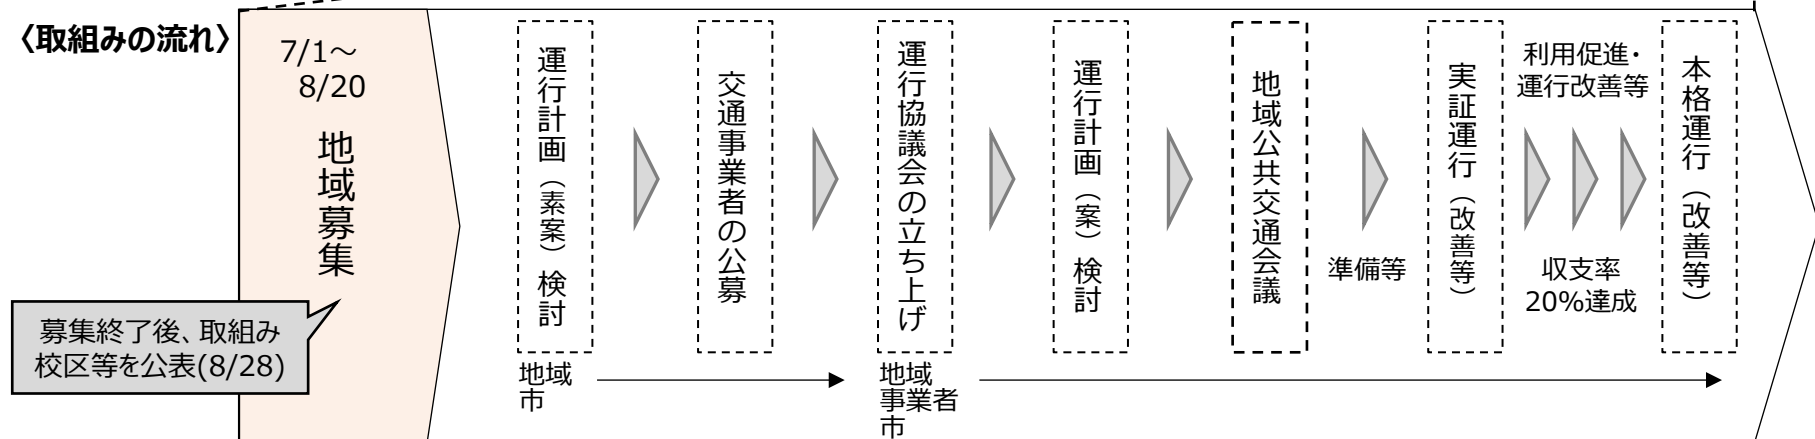 〈取組みの流れ〉
7/1～
8/20
地域募集
募集終了後、取組み
校区等を公表(8/28)
運行計画（素案）検討
交通事業者の公募
運行協議会の立ち上げ
運行計画（案）検討
地域公共交通会議
準備等
実証運行（改善等）
利用促進・
運行改善等
収支率
20%達成
本格運行（改善等）
地域
市
地域
事業者
市